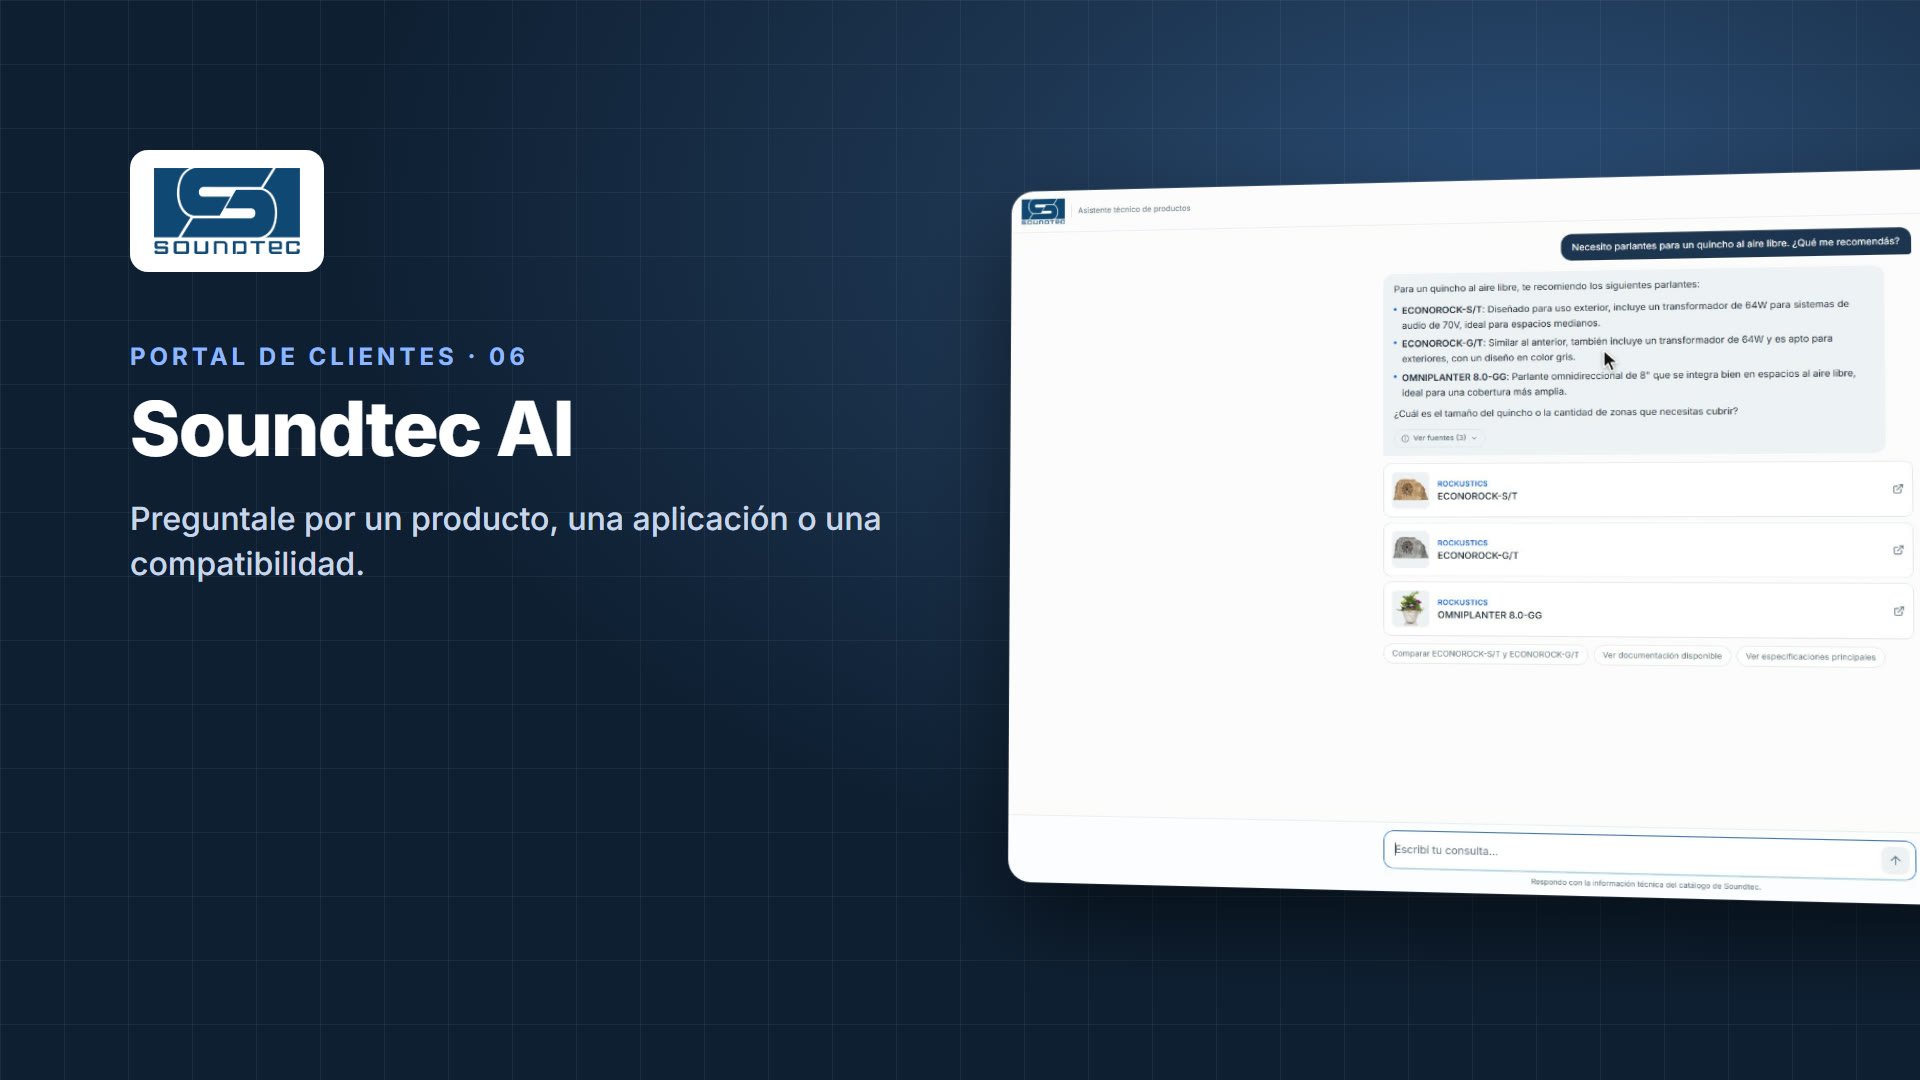 SOUNDTEC
PORTAL DE CLIENTES · 06
Soundtec AI
Preguntale por un producto, una aplicación o una
compatibilidad.
SOUNDTEC
Asistente técnico de productos
Necesito parlantes para un quincho al aire libre. ¿Qué me recomendás?
Para un quincho al aire libre, te recomiendo los siguientes parlantes:
• ECONOROCK-S/T: Diseñado para uso exterior, incluye un transformador de 64W para sistemas de
audio de 70V, ideal para espacios medianos.
• ECONOROCK-G/T: Similar al anterior, también incluye un transformador de 64W y es apto para
exteriores, con un diseño en color gris.
• OMNIPLANTER 8.0-GG: Parlante omnidireccional de 8" que se integra bien en espacios al aire libre,
ideal para una cobertura más amplia.
¿Cuál es el tamaño del quincho o la cantidad de zonas que necesitas cubrir?
Ver fuentes (3)
ROCKUSTICS
ECONOROCK-S/T
ROCKUSTICS
ECONOROCK-G/T
ROCKUSTICS
OMNIPLANTER 8.0-GG
Comparar ECONOROCK-S/T y ECONOROCK-G/T
Ver documentación disponible
Ver especificaciones principales
Escribí tu consulta...
Respondo con la información técnica del catálogo de Soundtec.